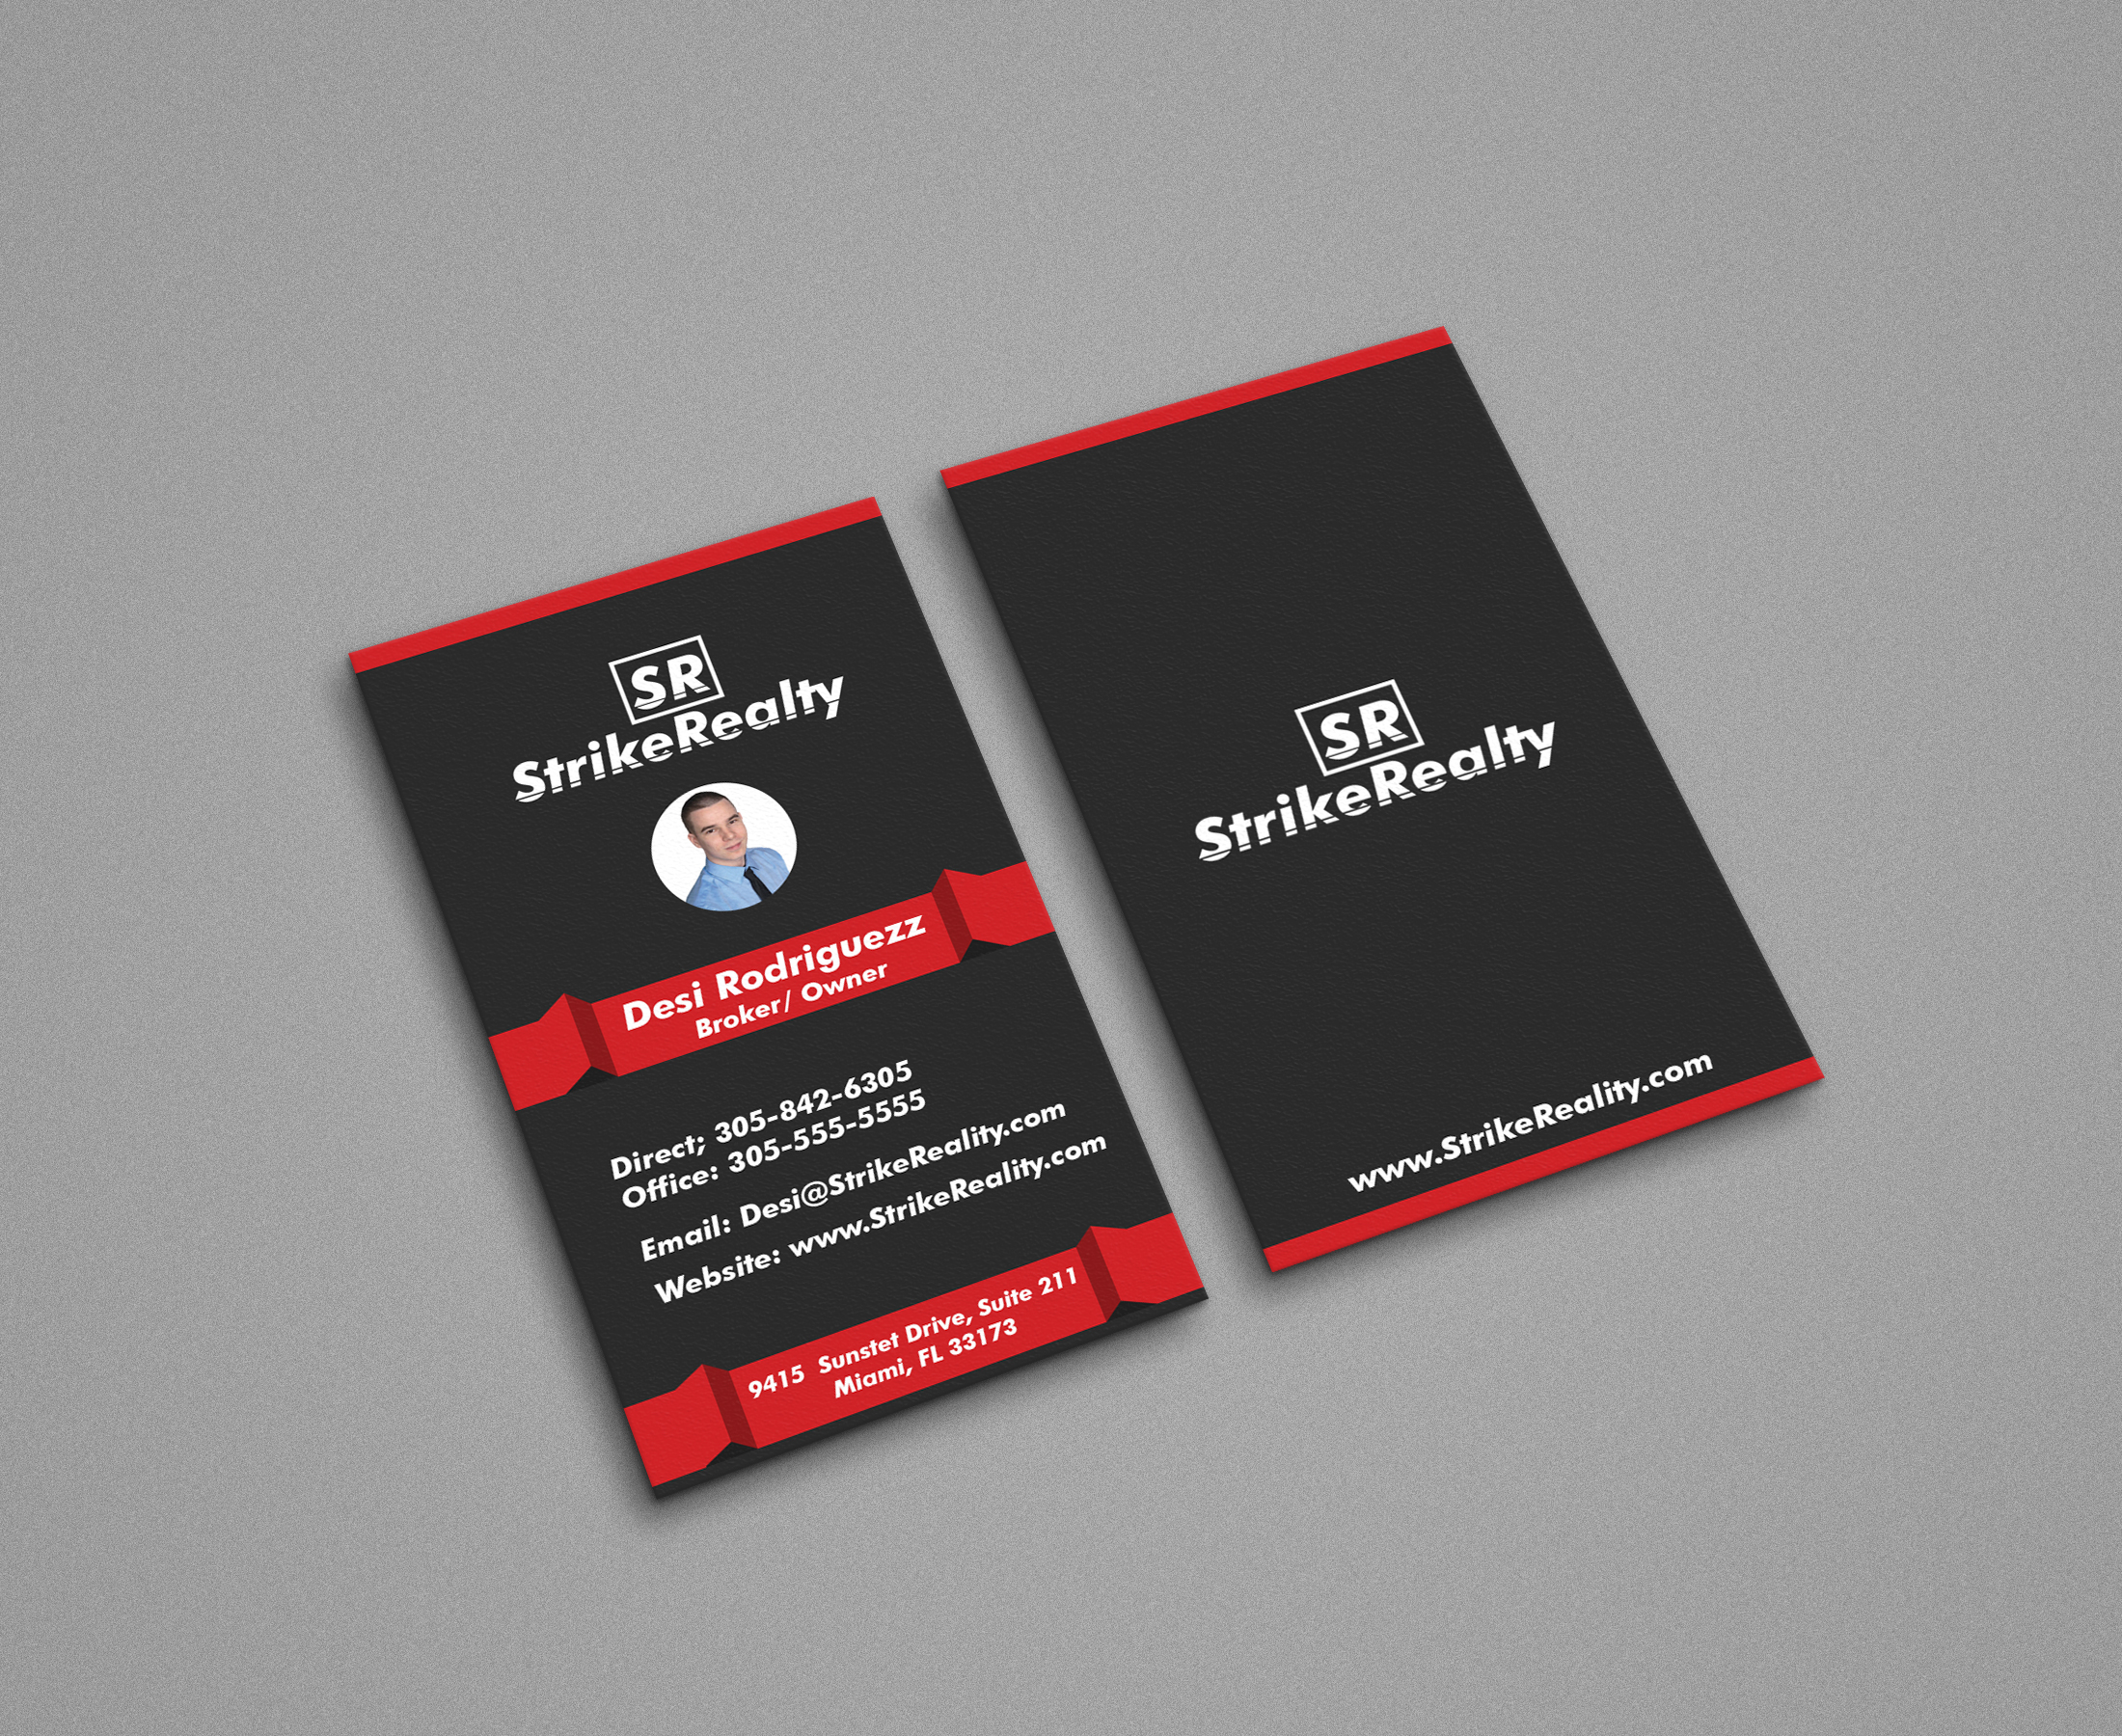 SR
StrikeRealty
Desi Rodriguezz
Broker/ Owner
Direct; 305-842-6305
Office: 305-555-5555
Email: Desi@StrikeReality.com
Website: www.StrikeReality.com
9415  Sunstet Drive, Suite 211
Miami, FL 33173
SR
StrikeRealty
www.StrikeReality.com